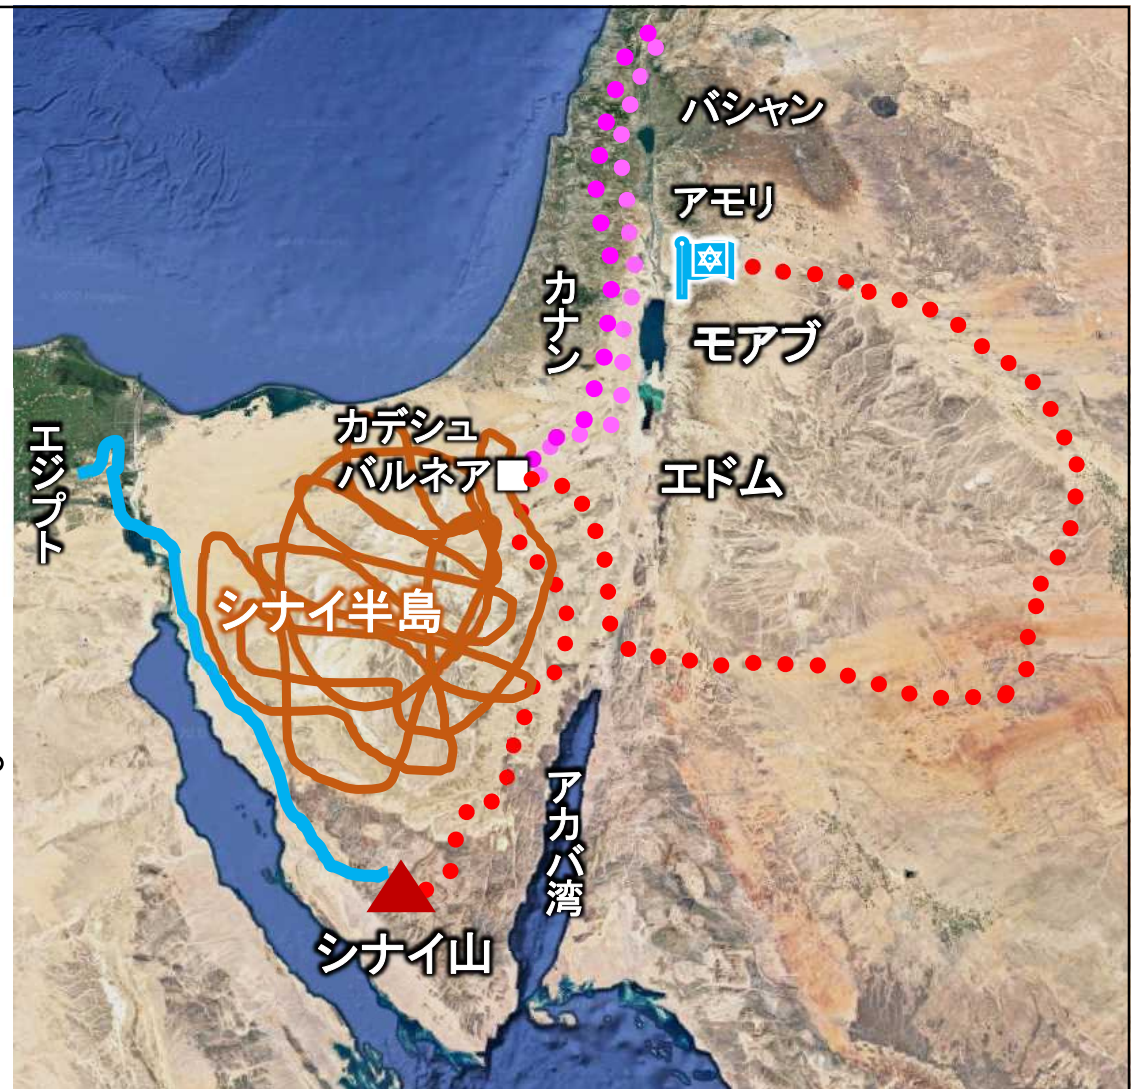 バシャン
アモリ
カナン
モアブ
カデシュ
バルネア
エジプト
エドム
シナイ半島
アカバ湾
シナイ山
。